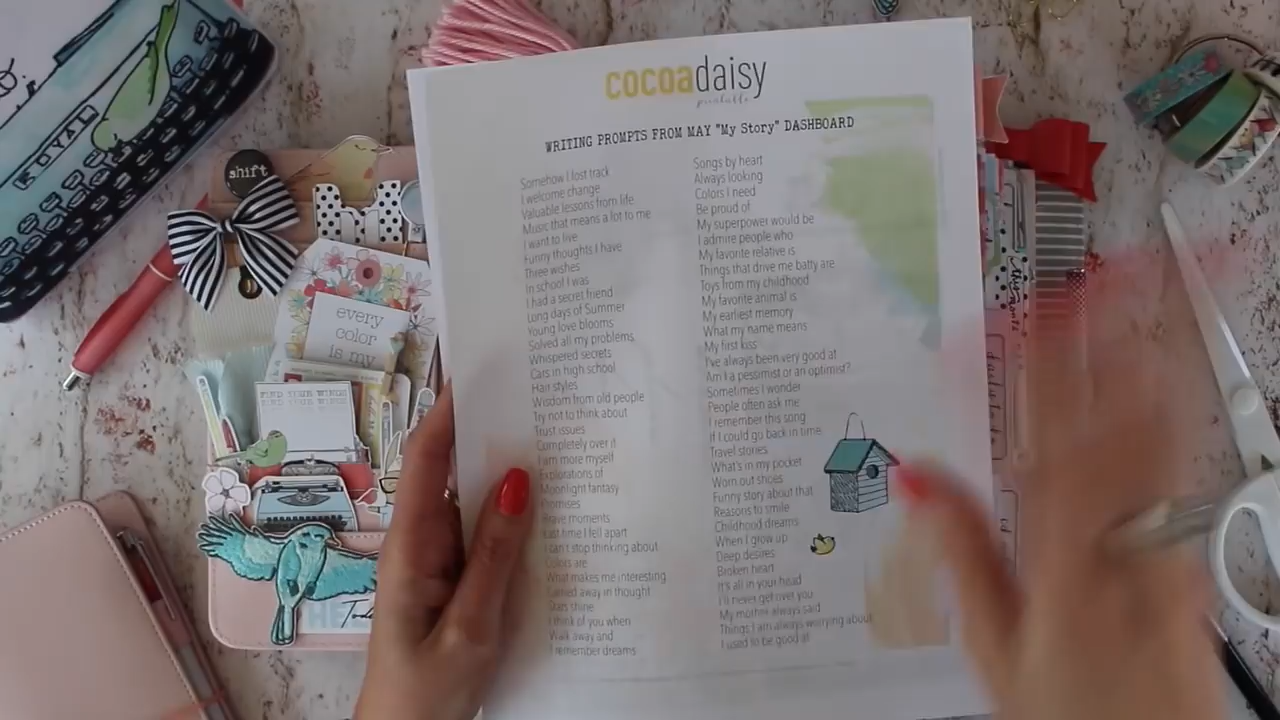 ROYAL
shift
every
color
is my
FIND YOUR WINGS
cocoadaisy
printable
WRITING PROMPTS FROM MAY "My Story" DASHBOARD
Somehow I lost track
I welcome change
Valuable lessons from life
Music that means a lot to me
I want to live
Funny thoughts I have
Three wishes
In school I was
I had a secret friend
Long days of Summer
Young love blooms
Solved all my problems
Whispered secrets
Cars in high school
Hair styles
Wisdom from old people
Try not to think about
Trust issues
Completely over it
I am more myself
Explorations of
Moonlight fantasy
Promises
Brave moments
Last time I fell apart
I can't stop thinking about
Colors are
What makes me interesting
Carried away in thought
Stars shine
I think of you when
Walk away and
I remember dreams
Songs by heart
Always looking
Colors I need
Be proud of
My superpower would be
I admire people who
My favorite relative is
Things that drive me batty are
Toys from my childhood
My favorite animal is
My earliest memory
What my name means
My first kiss
I've always been very good at
Am I a pessimist or an optimist?
Sometimes I wonder
People often ask me
I remember this song
If I could go back in time
Travel stories
What's in my pocket
Worn out shoes
Funny story about that
Reasons to smile
Childhood dreams
When I grow up
Deep desires
Broken heart
It's all in your head
I'll never get over you
My mother always said
Things I am always worrying about
I used to be good at